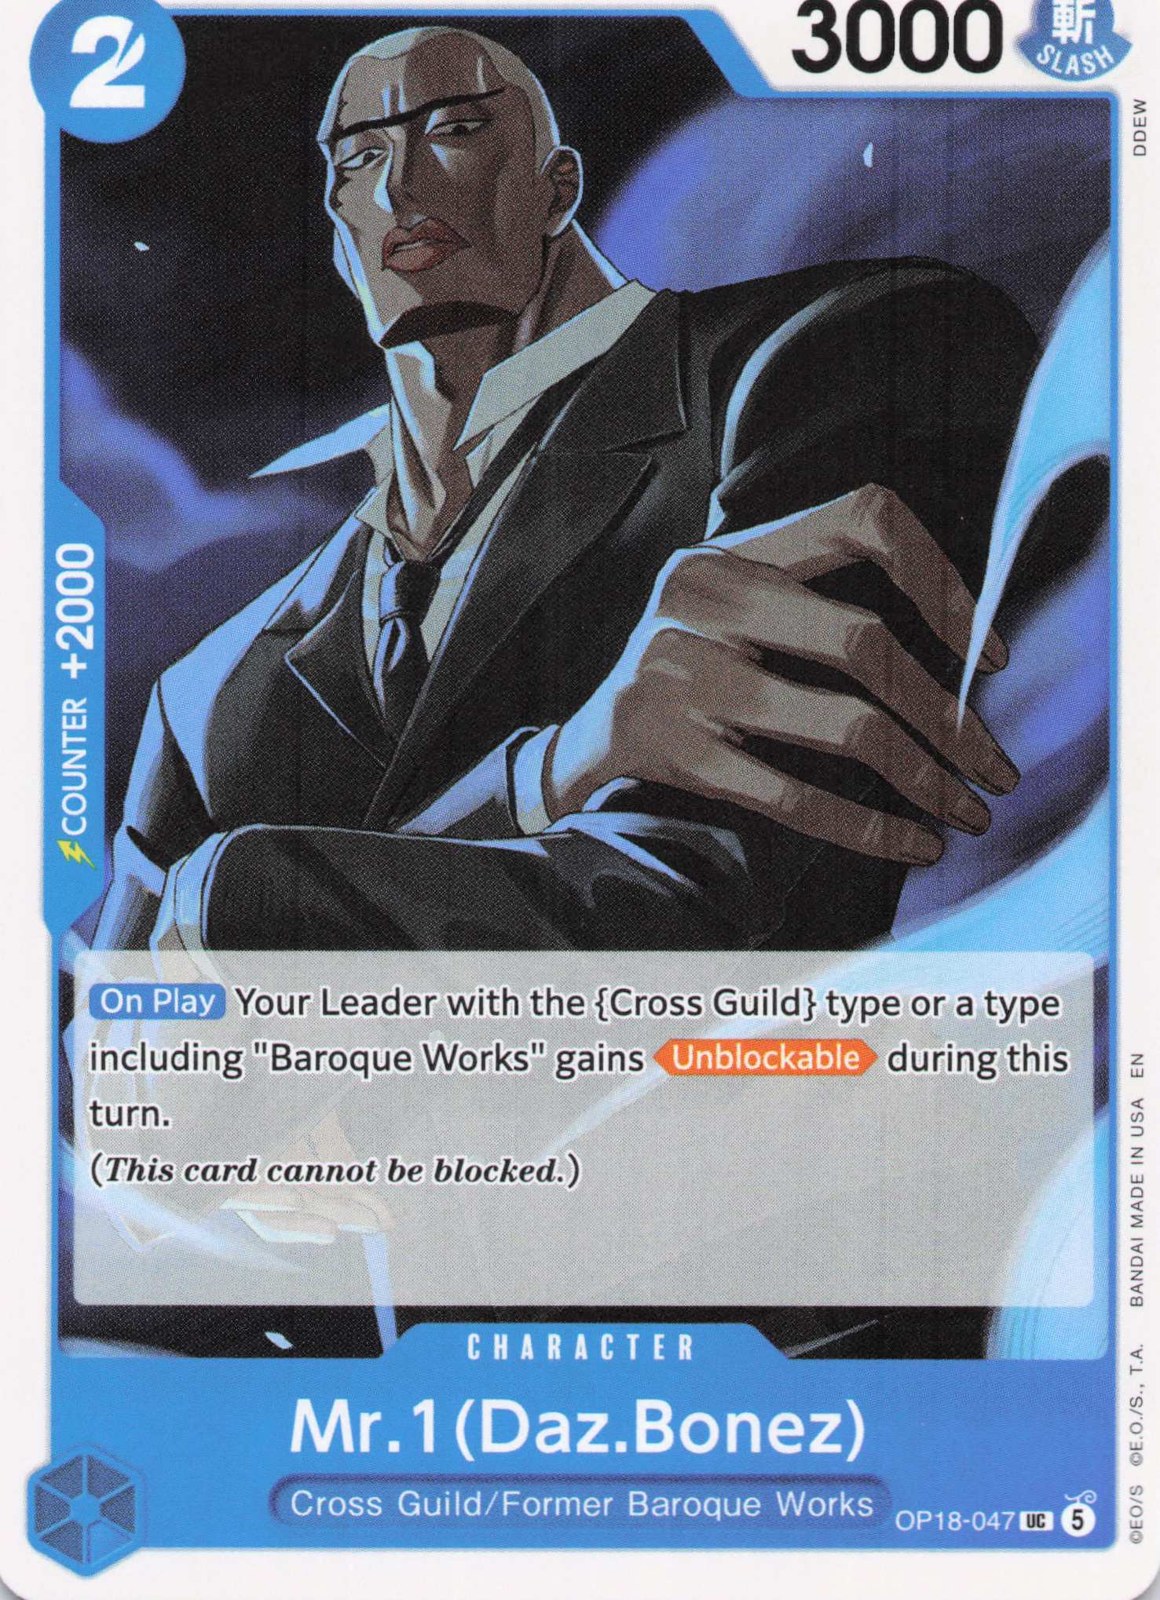 2
3000
斬
SLASH
DDEW
COUNTER +2000
On Play Your Leader with the {Cross Guild} type or a type
including "Baroque Works" gains Unblockable during this
turn.
(This card cannot be blocked.)
CHARACTER
Mr.1(Daz.Bonez)
Cross Guild/Former Baroque Works
OP18-047 UC 5
©EO/S ©E.O./S., T.A. BANDAI MADE IN USA EN